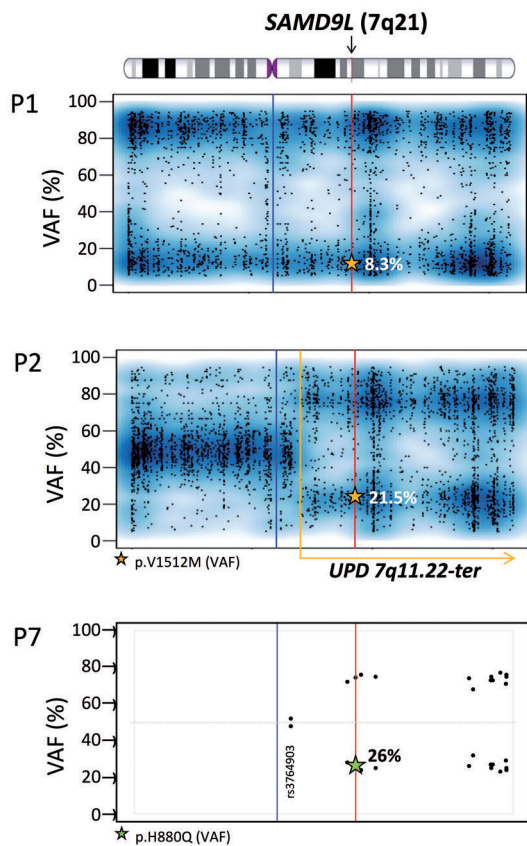 SAMD9L (7q21)
P1
VAF (%)
100
80
60
40
20
0
8.3%
P2
VAF (%)
100
80
60
40
20
0
21.5%
p.V1512M (VAF)
UPD 7q11.22-ter
P7
VAF (%)
100
80
60
40
20
0
rs3764903
26%
p.H880Q (VAF)